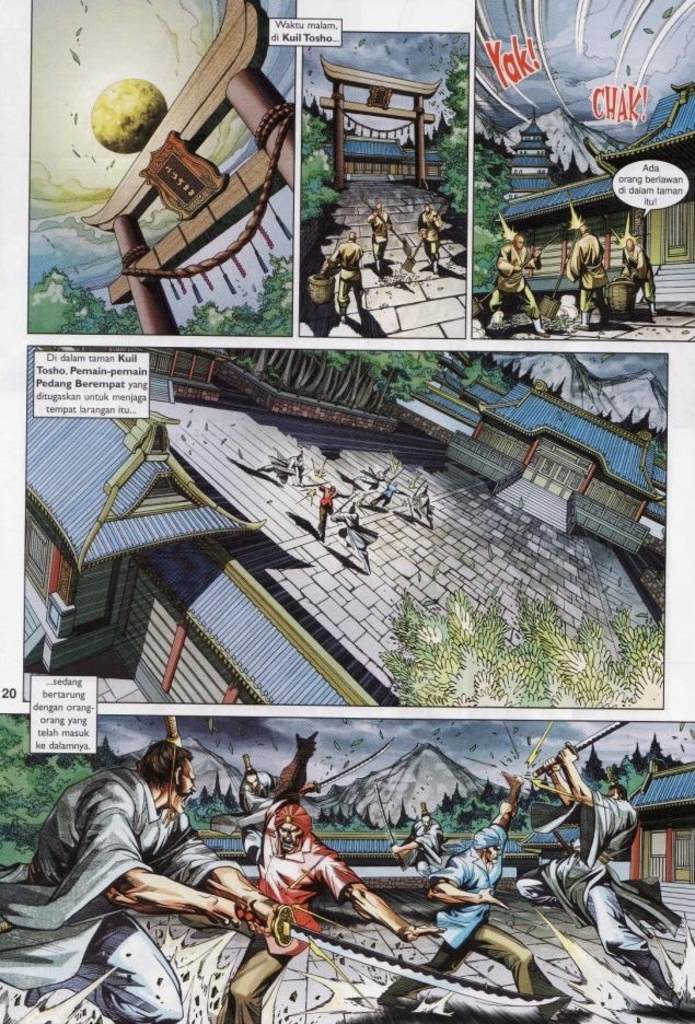 Waktu malam,
di Kuil Tosho...
Yak!
CHAK!
Ada
orang berlawan
di dalam taman
itu!
Di dalam taman Kuil
Tosho, Pemain-pemain
Pedang Berempat yang
ditugaskan untuk menjaga
tempat larangan itu...
20
...sedang
bertarung
dengan orang-
orang yang
telah masuk
ke dalamnya.